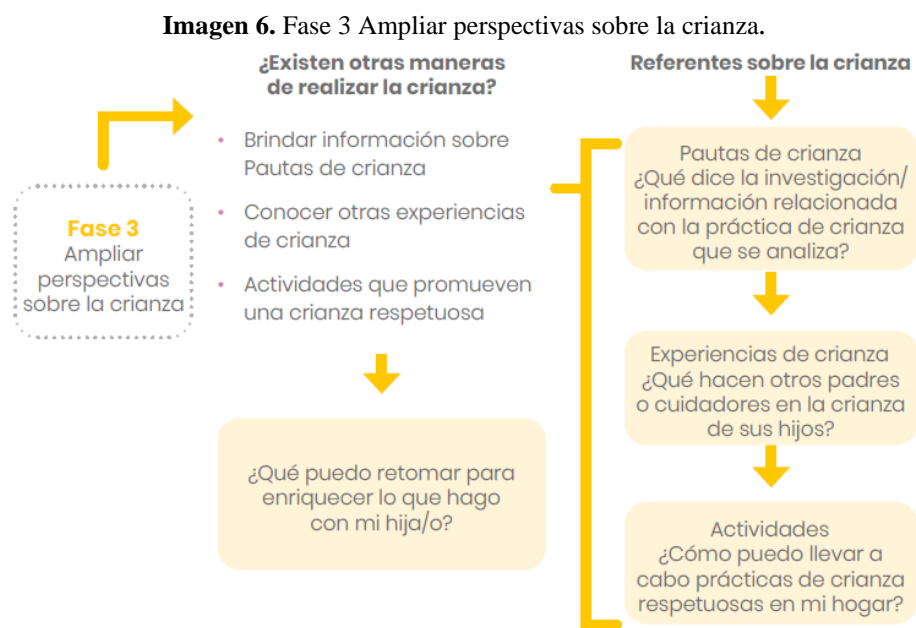 Imagen 6. Fase 3 Ampliar perspectivas sobre la crianza.
¿Existen otras maneras
de realizar la crianza?
• Brindar información sobre
Pautas de crianza
• Conocer otras experiencias
de crianza
• Actividades que promueven
una crianza respetuosa
Fase 3
Ampliar
perspectivas
sobre la crianza
¿Qué puedo retomar para
enriquecer lo que hago
con mi hija/o?
Referentes sobre la crianza
Pautas de crianza
¿Qué dice la investigación/
información relacionada
con la práctica de crianza
que se analiza?
Experiencias de crianza
¿Qué hacen otros padres
o cuidadores en la crianza
de sus hijos?
Actividades
¿Cómo puedo llevar a
cabo prácticas de crianza
respetuosas en mi hogar?